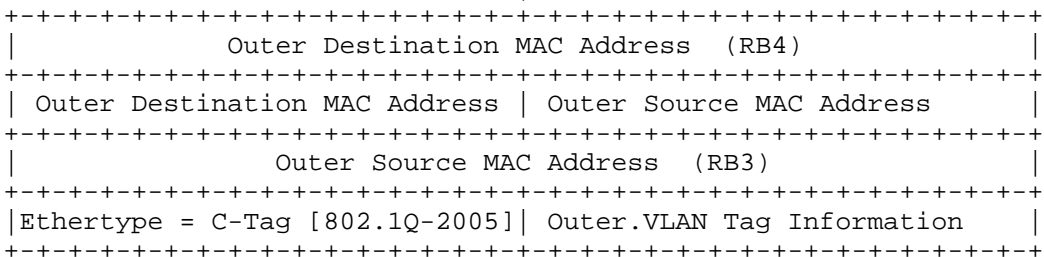 +-+-+-+-+-+-+-+-+-+-+-+-+-+-+-+-+-+-+-+-+-+-+-+-+-+-+-+-+-+-+-+-+
|             Outer Destination MAC Address  (RB4)              |
+-+-+-+-+-+-+-+-+-+-+-+-+-+-+-+-+-+-+-+-+-+-+-+-+-+-+-+-+-+-+-+-+
| Outer Destination MAC Address | Outer Source MAC Address      |
+-+-+-+-+-+-+-+-+-+-+-+-+-+-+-+-+-+-+-+-+-+-+-+-+-+-+-+-+-+-+-+-+
|                Outer Source MAC Address  (RB3)                |
+-+-+-+-+-+-+-+-+-+-+-+-+-+-+-+-+-+-+-+-+-+-+-+-+-+-+-+-+-+-+-+-+
|Ethertype = C-Tag [802.1Q-2005]| Outer.VLAN Tag Information    |
+-+-+-+-+-+-+-+-+-+-+-+-+-+-+-+-+-+-+-+-+-+-+-+-+-+-+-+-+-+-+-+-+